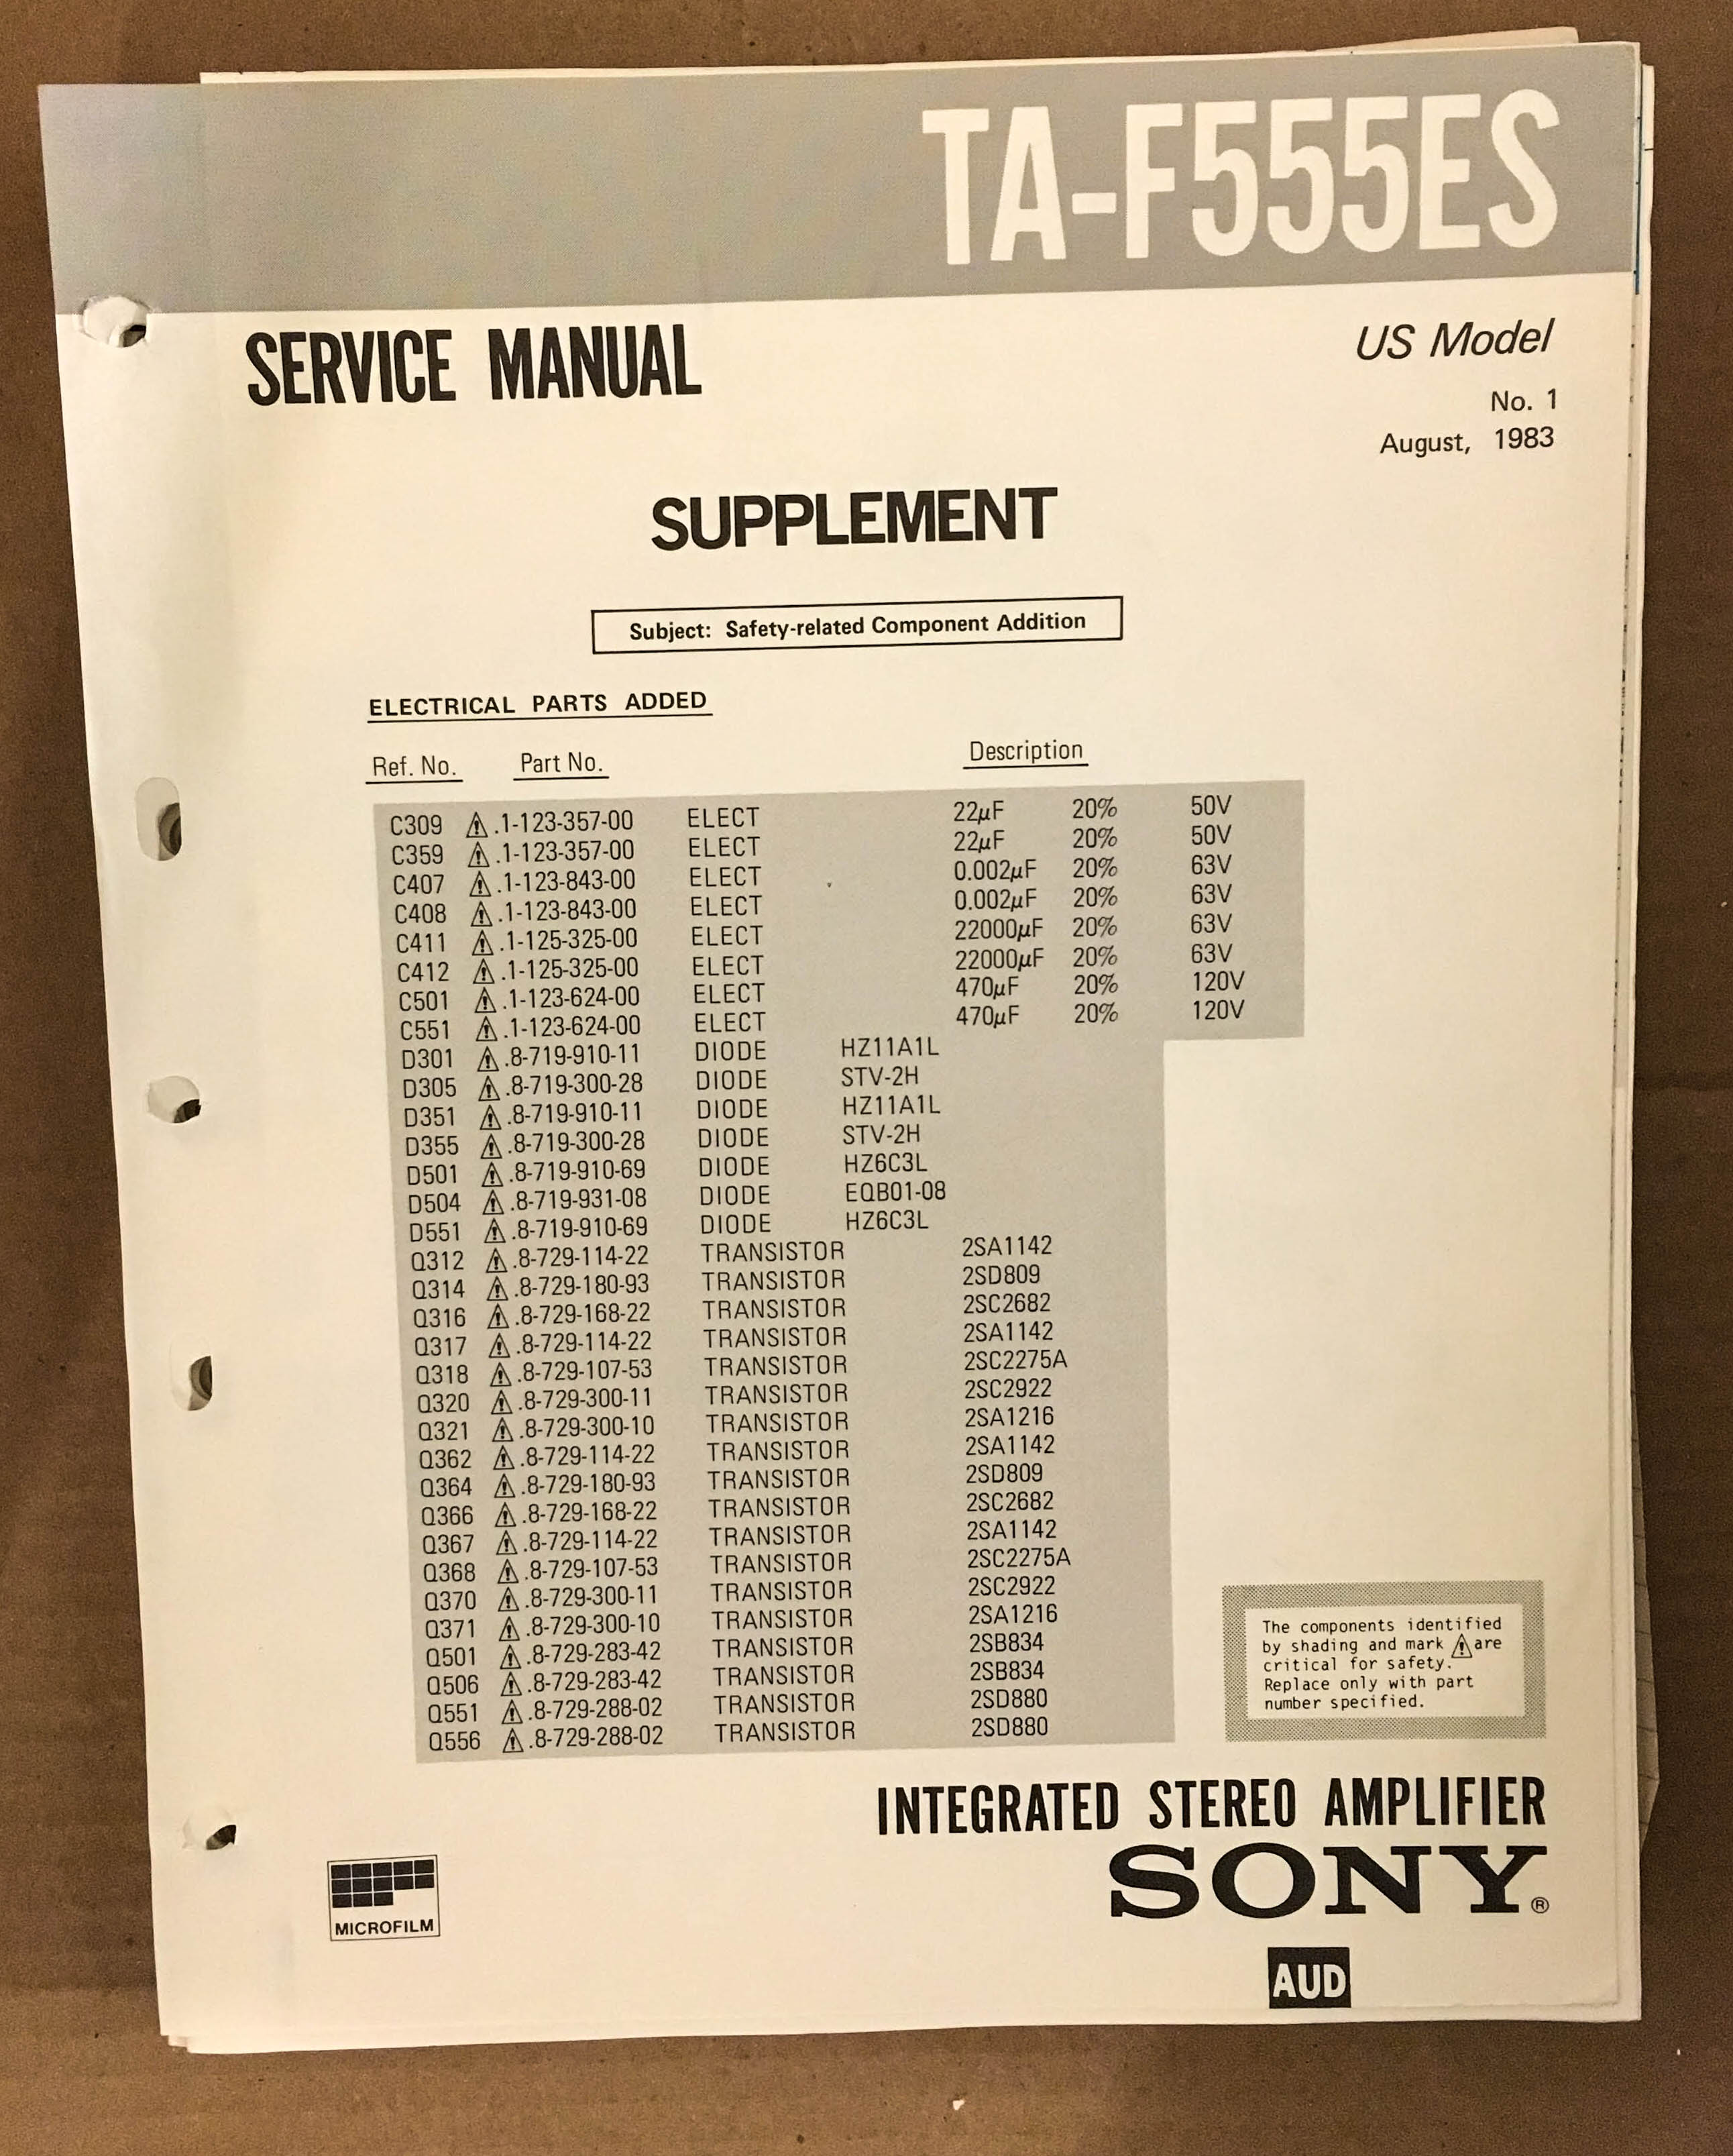 TA-F555ES
SERVICE MANUAL
US Model
No. 1
August, 1983
SUPPLEMENT
Subject: Safety-related Component Addition
ELECTRICAL PARTS ADDED
Ref. No. Part No. Description
C309 ⚠.1-123-357-00 ELECT 22µF 20% 50V
C359 ⚠.1-123-357-00 ELECT 22µF 20% 50V
C407 ⚠.1-123-843-00 ELECT 0.002µF 20% 63V
C408 ⚠.1-123-843-00 ELECT 0.002µF 20% 63V
C411 ⚠.1-125-325-00 ELECT 22000µF 20% 63V
C412 ⚠.1-125-325-00 ELECT 22000µF 20% 63V
C501 ⚠.1-123-624-00 ELECT 470µF 20% 120V
C551 ⚠.1-123-624-00 ELECT 470µF 20% 120V
D301 ⚠.8-719-910-11 DIODE HZ11A1L
D305 ⚠.8-719-300-28 DIODE STV-2H
D351 ⚠.8-719-910-11 DIODE HZ11A1L
D355 ⚠.8-719-300-28 DIODE STV-2H
D501 ⚠.8-719-910-69 DIODE HZ6C3L
D504 ⚠.8-719-931-08 DIODE EQB01-08
D551 ⚠.8-719-910-69 DIODE HZ6C3L
Q312 ⚠.8-729-114-22 TRANSISTOR 2SA1142
Q314 ⚠.8-729-180-93 TRANSISTOR 2SD809
Q316 ⚠.8-729-168-22 TRANSISTOR 2SC2682
Q317 ⚠.8-729-114-22 TRANSISTOR 2SA1142
Q318 ⚠.8-729-107-53 TRANSISTOR 2SC2275A
Q320 ⚠.8-729-300-11 TRANSISTOR 2SC2922
Q321 ⚠.8-729-300-10 TRANSISTOR 2SA1216
Q362 ⚠.8-729-114-22 TRANSISTOR 2SA1142
Q364 ⚠.8-729-180-93 TRANSISTOR 2SD809
Q366 ⚠.8-729-168-22 TRANSISTOR 2SC2682
Q367 ⚠.8-729-114-22 TRANSISTOR 2SA1142
Q368 ⚠.8-729-107-53 TRANSISTOR 2SC2275A
Q370 ⚠.8-729-300-11 TRANSISTOR 2SC2922
Q371 ⚠.8-729-300-10 TRANSISTOR 2SA1216
Q501 ⚠.8-729-283-42 TRANSISTOR 2SB834
Q506 ⚠.8-729-283-42 TRANSISTOR 2SB834
Q551 ⚠.8-729-288-02 TRANSISTOR 2SD880
Q556 ⚠.8-729-288-02 TRANSISTOR 2SD880
The components identified
by shading and mark ⚠ are
critical for safety.
Replace only with part
number specified.
INTEGRATED STEREO AMPLIFIER
SONY®
MICROFILM
AUD